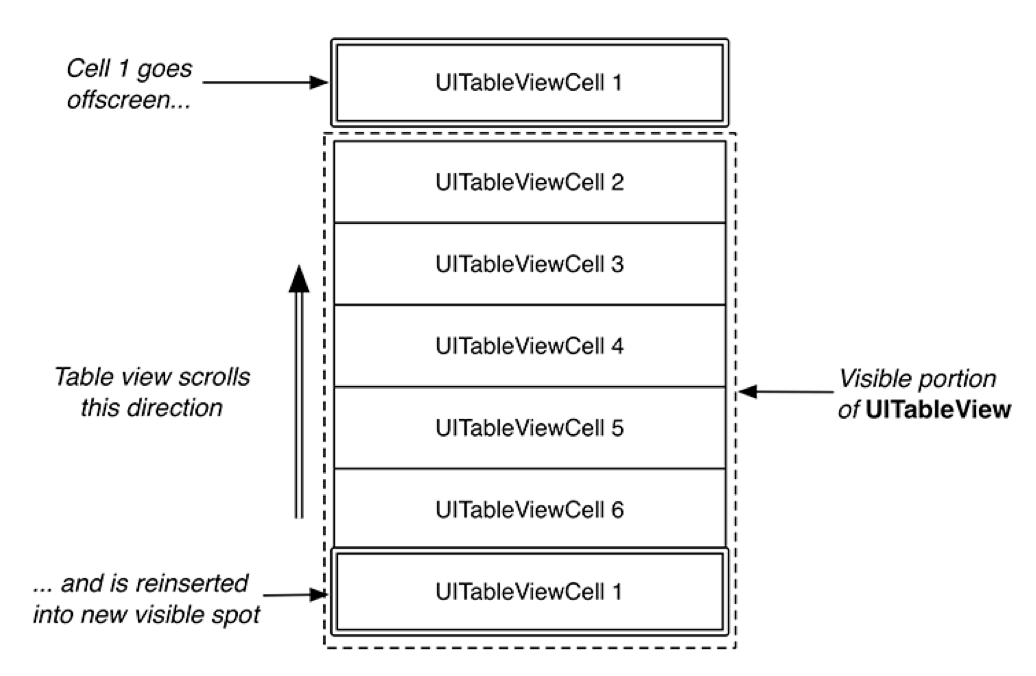 Cell 1 goes
offscreen...
UITableViewCell 1
UITableViewCell 2
UITableViewCell 3
UITableViewCell 4
Table view scrolls
this direction
Visible portion
of UITableView
UITableViewCell 5
UITableViewCell 6
... and is reinserted
into new visible spot
UITableViewCell 1